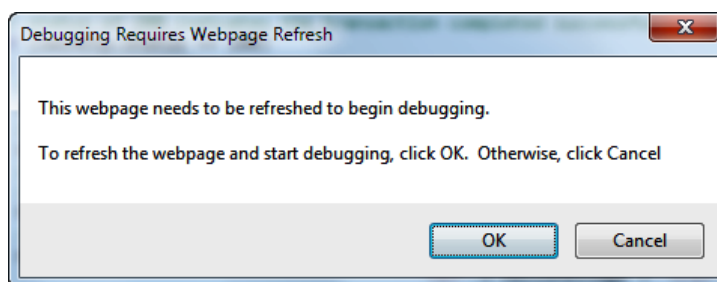 Debugging Requires Webpage Refresh
This webpage needs to be refreshed to begin debugging.
To refresh the webpage and start debugging, click OK.  Otherwise, click Cancel
OK
Cancel